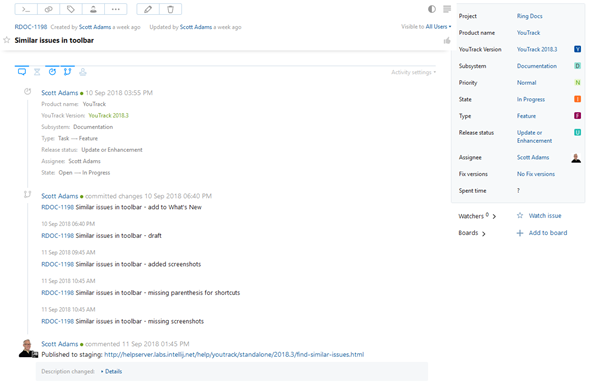 RDOC-1198 Created by Scott Adams a week ago Updated by Scott Adams a week ago
Visible to All Users
Similar issues in toolbar
Activity settings
Scott Adams 10 Sep 2018 03:55 PM
Product name: YouTrack
YouTrack Version: YouTrack 2018.3
Subsystem: Documentation
Type: Task → Feature
Release status: Update or Enhancement
Assignee: Scott Adams
State: Open → In Progress
Scott Adams committed changes 10 Sep 2018 06:40 PM
RDOC-1198 Similar issues in toolbar - add to What's New
10 Sep 2018 06:40 PM
RDOC-1198 Similar issues in toolbar - draft
11 Sep 2018 09:45 AM
RDOC-1198 Similar issues in toolbar - added screenshots
11 Sep 2018 10:45 AM
RDOC-1198 Similar issues in toolbar - missing parenthesis for shortcuts
11 Sep 2018 10:45 AM
RDOC-1198 Similar issues in toolbar - missing screenshots
Scott Adams commented 11 Sep 2018 01:45 PM
Published to staging: http://helpserver.labs.intellij.net/help/youtrack/standalone/2018.3/find-similar-issues.html
Description changed: Details
Project Ring Docs
Product name YouTrack
YouTrack Version YouTrack 2018.3 Y
Subsystem Documentation D
Priority Normal N
State In Progress I
Type Feature F
Release status Update or U
Enhancement
Assignee Scott Adams
Fix versions No Fix versions
Spent time ?
Watchers 0 Watch issue
Boards Add to board